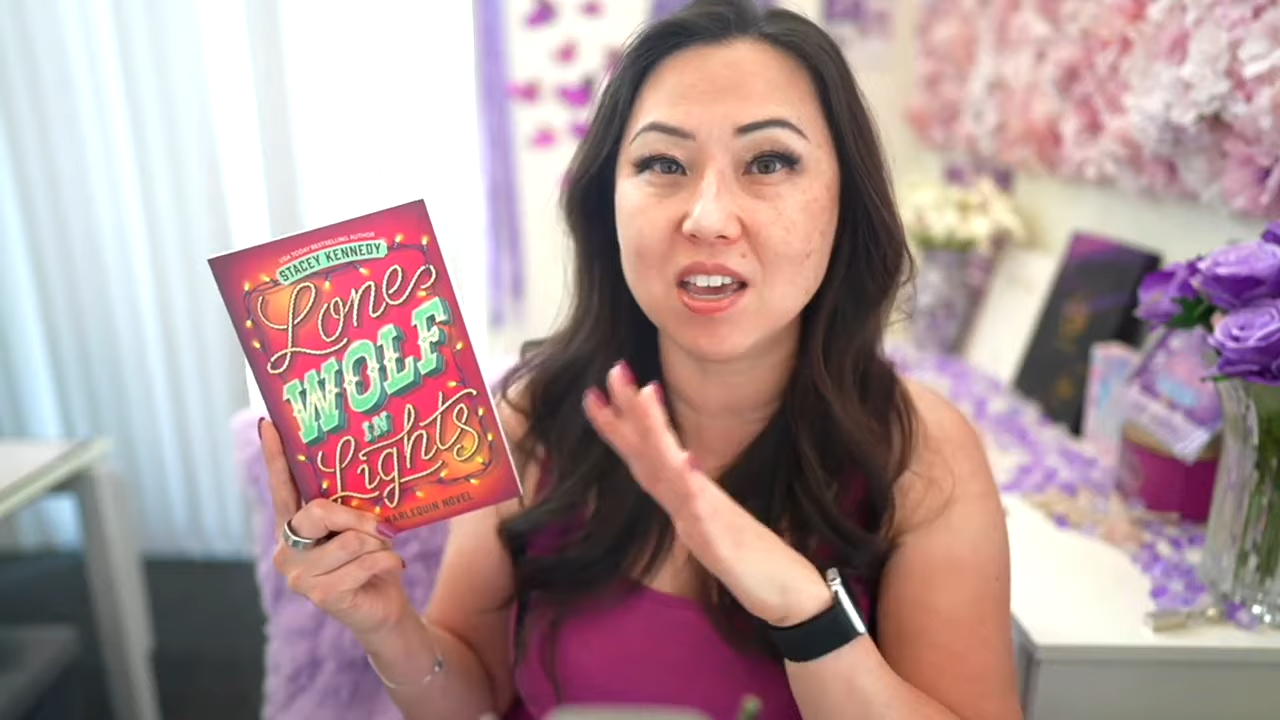 USA TODAY BESTSELLING AUTHOR
STACEY KENNEDY
Lone
WOLF
IN
Lights
HARLEQUIN NOVEL